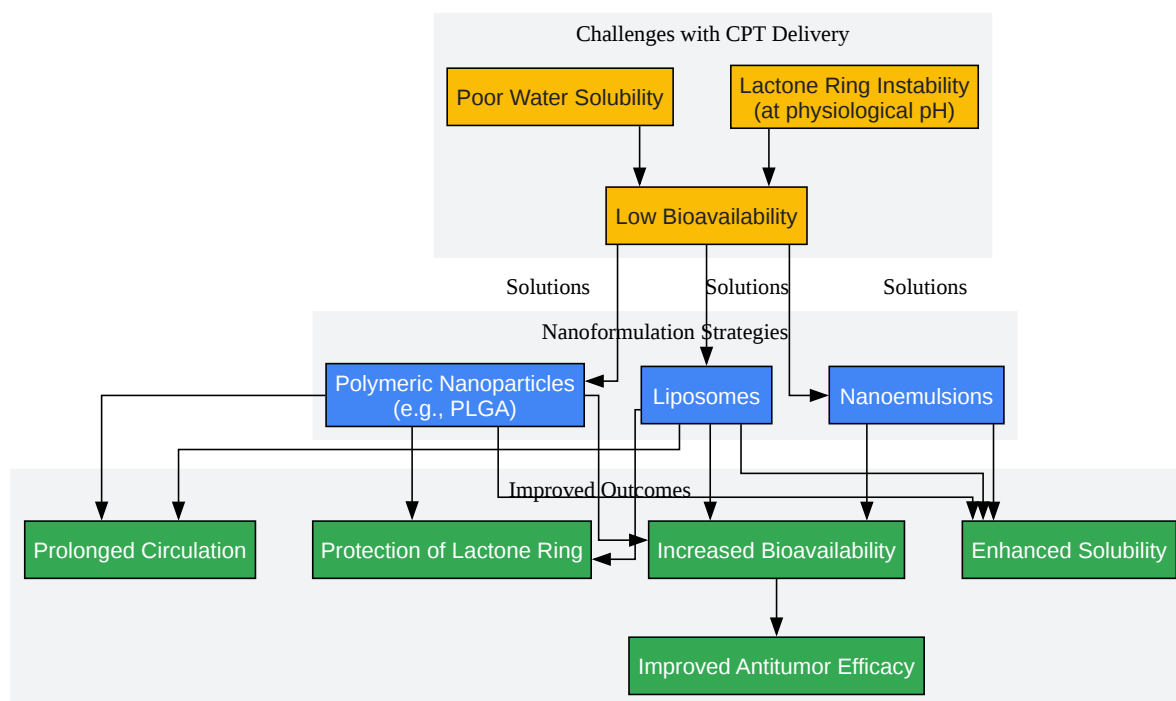 Challenges with CPT Delivery
Poor Water Solubility
Lactone Ring Instability
(at physiological pH)
Low Bioavailability
Solutions
Solutions
Solutions
Nanoformulation Strategies
Polymeric Nanoparticles
(e.g., PLGA)
Liposomes
Nanoemulsions
Improved Outcomes
Prolonged Circulation
Protection of Lactone Ring
Increased Bioavailability
Enhanced Solubility
Improved Antitumor Efficacy